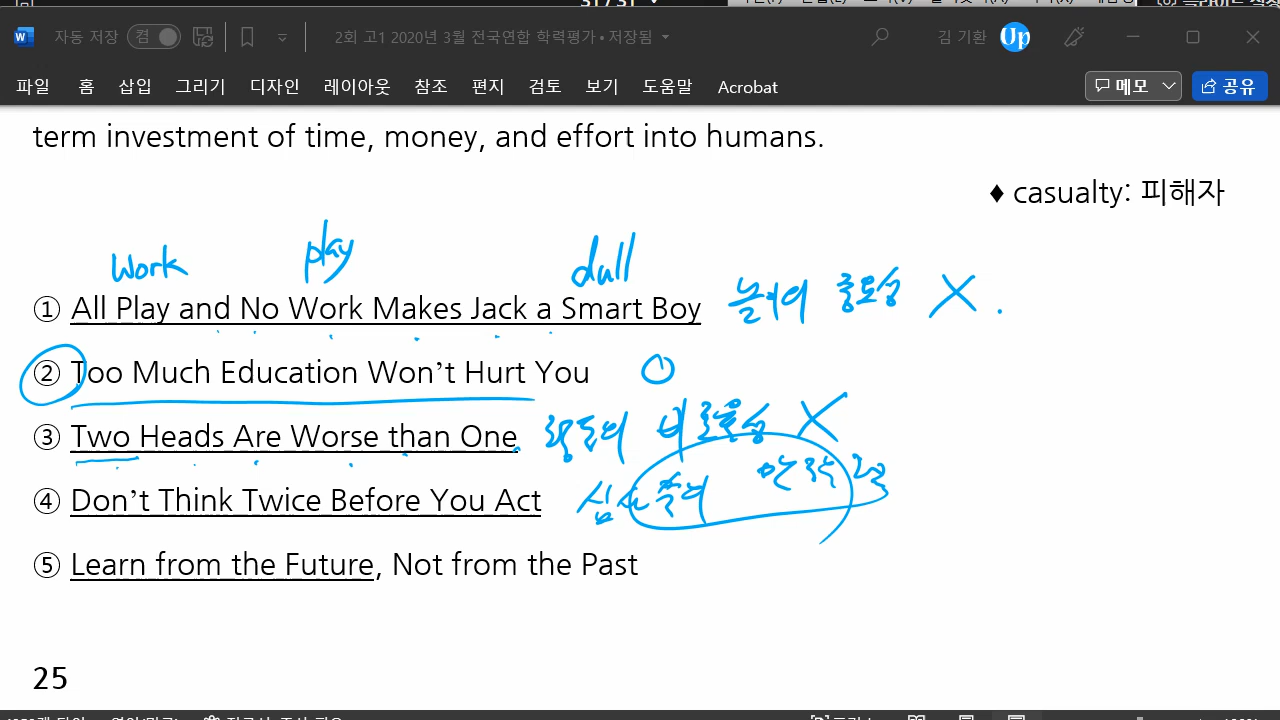 31 / 31
자동 저장 켬 2회 고1 2020년 3월 전국연합 학력평가 • 저장됨 김 기환 Up
파일 홈 삽입 그리기 디자인 레이아웃 참조 편지 검토 보기 도움말 Acrobat 메모 공유
term investment of time, money, and effort into humans.
♦ casualty: 피해자
work play dull
① All Play and No Work Makes Jack a Smart Boy 놀이의 중요성 X .
② Too Much Education Won't Hurt You
③ Two Heads Are Worse than One 협동의 비효율성 X
④ Don't Think Twice Before You Act
⑤ Learn from the Future, Not from the Past
25